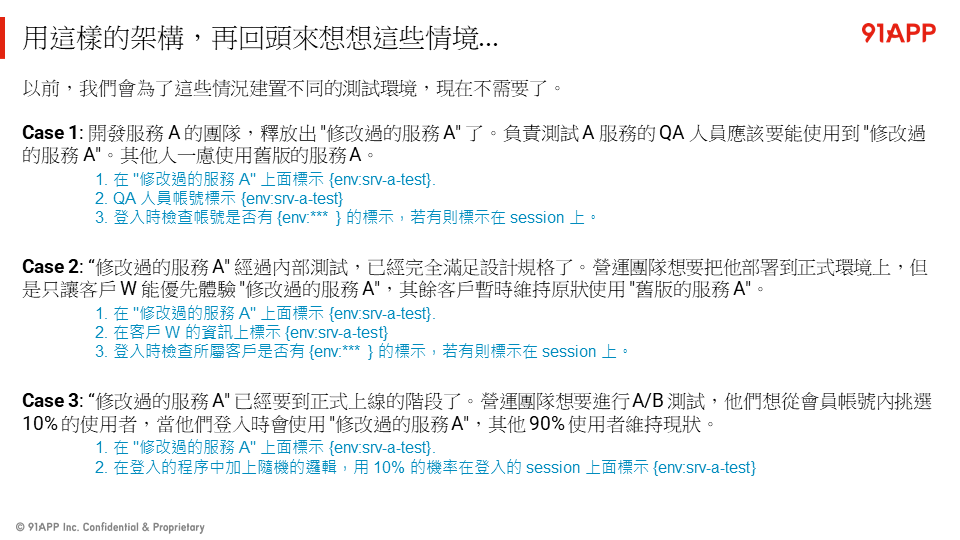 用這樣的架構，再回頭來想想這些情境...
91APP
以前，我們會為了這些情況建置不同的測試環境，現在不需要了。
Case 1: 開發服務 A 的團隊，釋放出 "修改過的服務 A" 了。負責測試 A 服務的 QA 人員應該要能使用到 "修改過
的服務 A"。其他人一慮使用舊版的服務 A。
1. 在 "修改過的服務 A" 上面標示 {env:srv-a-test}.
2. QA 人員帳號標示 {env:srv-a-test}
3. 登入時檢查帳號是否有 {env:*** } 的標示，若有則標示在 session 上。
Case 2: “修改過的服務 A" 經過內部測試，已經完全滿足設計規格了。營運團隊想要把他部署到正式環境上，但
是只讓客戶 W 能優先體驗 "修改過的服務 A"，其餘客戶暫時維持原狀使用 "舊版的服務 A"。
1. 在 "修改過的服務 A" 上面標示 {env:srv-a-test}.
2. 在客戶 W 的資訊上標示 {env:srv-a-test}
3. 登入時檢查所屬客戶是否有 {env:*** } 的標示，若有則標示在 session 上。
Case 3: “修改過的服務 A" 已經要到正式上線的階段了。營運團隊想要進行 A/B 測試，他們想從會員帳號內挑選
10% 的使用者，當他們登入時會使用 "修改過的服務 A"，其他 90% 使用者維持現狀。
1. 在 "修改過的服務 A" 上面標示 {env:srv-a-test}.
2. 在登入的程序中加上隨機的邏輯，用 10% 的機率在登入的 session 上面標示 {env:srv-a-test}
© 91APP Inc. Confidential & Proprietary